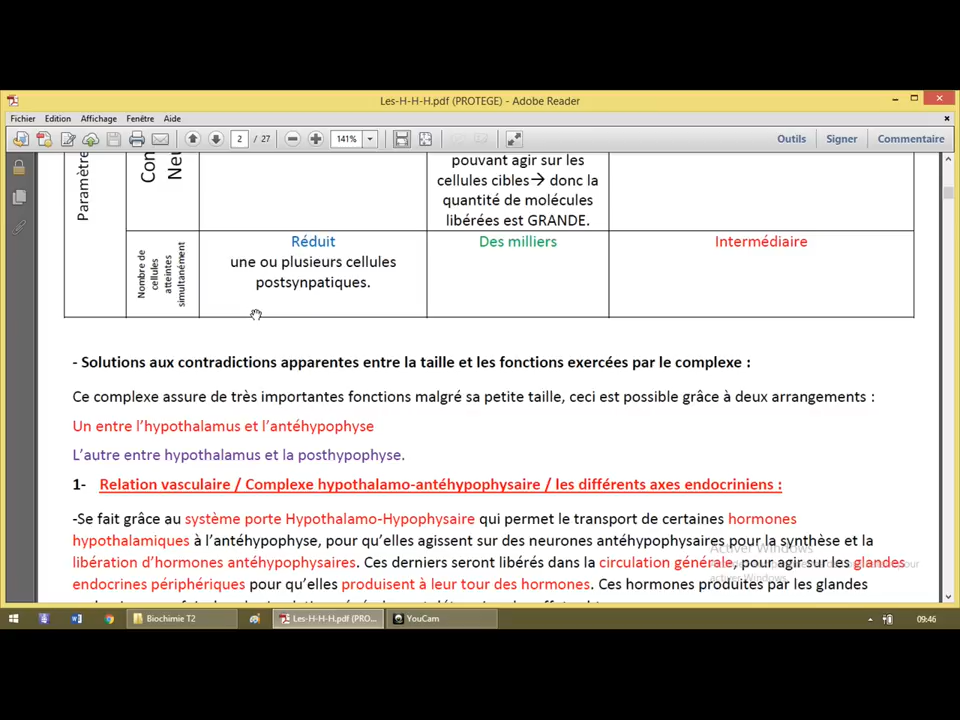 Les-H-H-H.pdf (PROTEGE) - Adobe Reader
Fichier Edition Affichage Fenêtre Aide
2 / 27 141% Outils Signer Commentaire
Paramètre
Con
Neu
pouvant agir sur les
cellules cibles→ donc la
quantité de molécules
libérées est GRANDE.
Nombre de
cellules
atteintes
simultanément
Réduit
une ou plusieurs cellules
postsynpatiques.
Des milliers
Intermédiaire
- Solutions aux contradictions apparentes entre la taille et les fonctions exercées par le complexe :
Ce complexe assure de très importantes fonctions malgré sa petite taille, ceci est possible grâce à deux arrangements :
Un entre l’hypothalamus et l’antéhypophyse
L’autre entre hypothalamus et la posthypophyse.
1- Relation vasculaire / Complexe hypothalamo-antéhypophysaire / les différents axes endocriniens :
-Se fait grâce au système porte Hypothalamo-Hypophysaire qui permet le transport de certaines hormones
hypothalamiques à l’antéhypophyse, pour qu’elles agissent sur des neurones antéhypophysaires pour la synthèse et la
libération d’hormones antéhypophysaires. Ces derniers seront libérés dans la circulation générale, pour agir sur les glandes
endocrines périphériques pour qu’elles produisent à leur tour des hormones. Ces hormones produites par les glandes
Activer Windows
activer Windows.
Biochimie T2 Les-H-H-H.pdf (PRO... YouCam 09:46